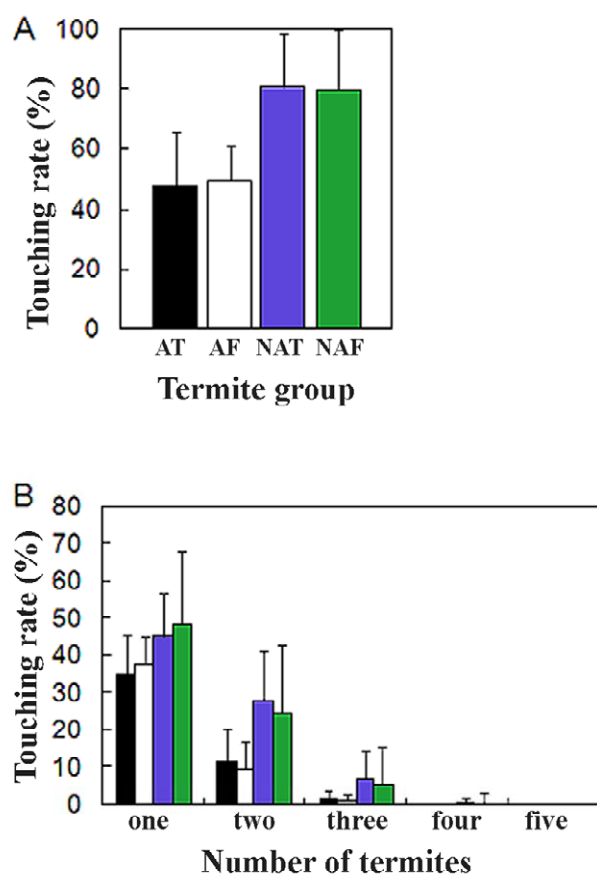 A
Touching rate (%)
100
80
60
40
20
0
AT AF NAT NAF
Termite group
B
Touching rate (%)
80
70
60
50
40
30
20
10
0
one two three four five
Number of termites